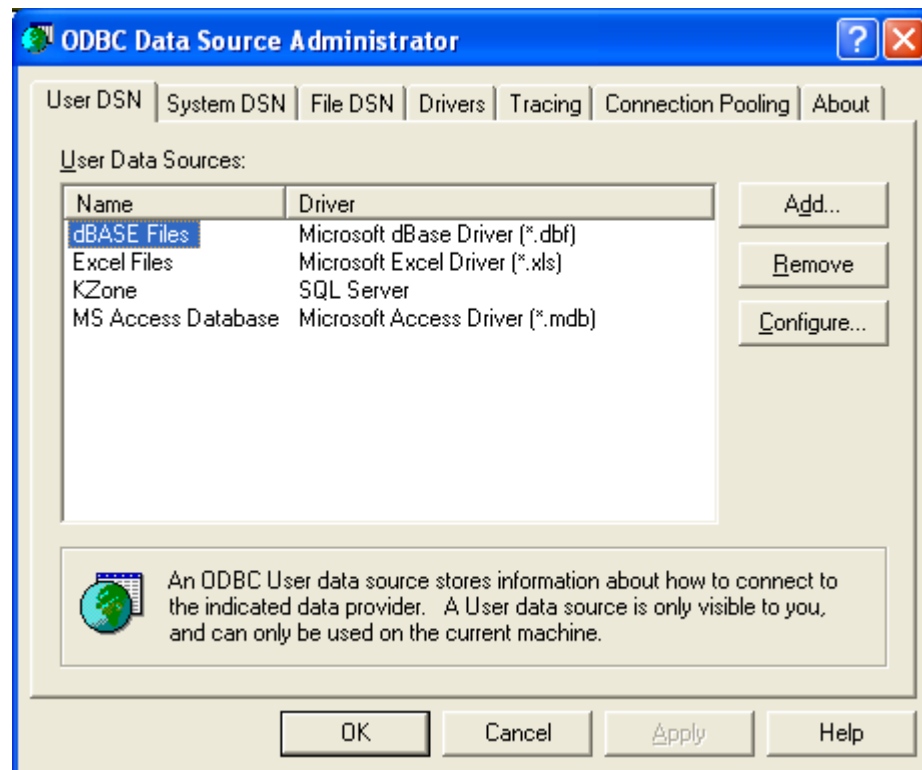 ODBC Data Source Administrator
User DSN System DSN File DSN Drivers Tracing Connection Pooling About
User Data Sources:
Name Driver
dBASE Files Microsoft dBase Driver (*.dbf)
Excel Files Microsoft Excel Driver (*.xls)
KZone SQL Server
MS Access Database Microsoft Access Driver (*.mdb)
Add...
Remove
Configure...
An ODBC User data source stores information about how to connect to
the indicated data provider. A User data source is only visible to you,
and can only be used on the current machine.
OK Cancel Apply Help